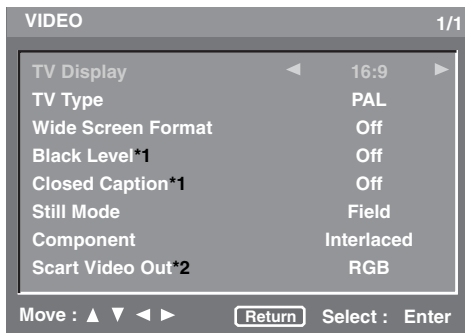 VIDEO 1/1
TV Display ◄ 16:9 ►
TV Type PAL
Wide Screen Format Off
Black Level*1 Off
Closed Caption*1 Off
Still Mode Field
Component Interlaced
Scart Video Out*2 RGB
Move : ▲ ▼ ◄ ► Return Select : Enter